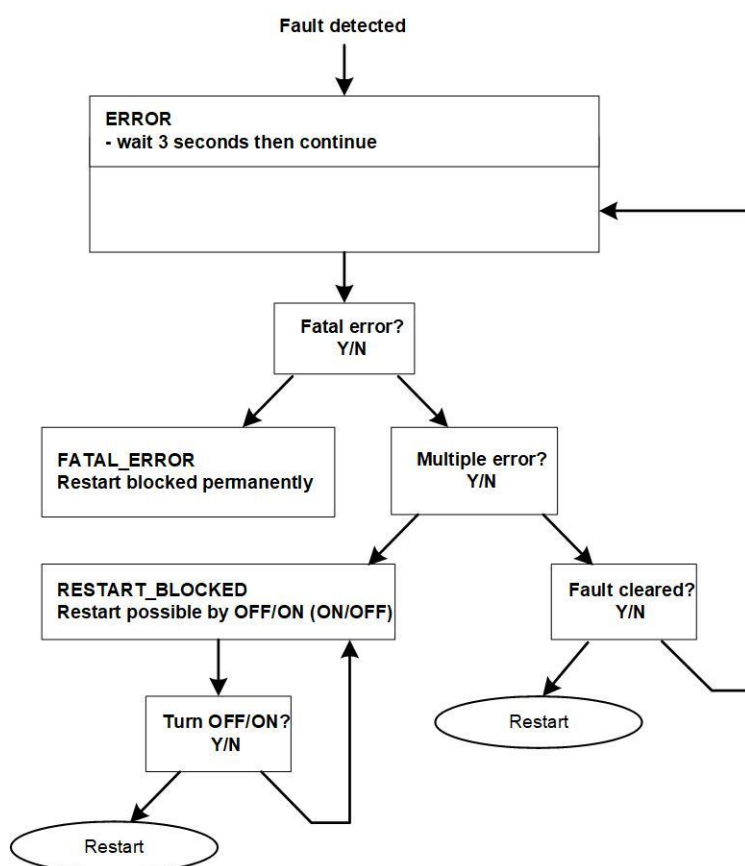 Fault detected
ERROR
- wait 3 seconds then continue
Fatal error?
Y/N
FATAL_ERROR
Restart blocked permanently
Multiple error?
Y/N
RESTART_BLOCKED
Restart possible by OFF/ON (ON/OFF)
Fault cleared?
Y/N
Turn OFF/ON?
Y/N
Restart
Restart